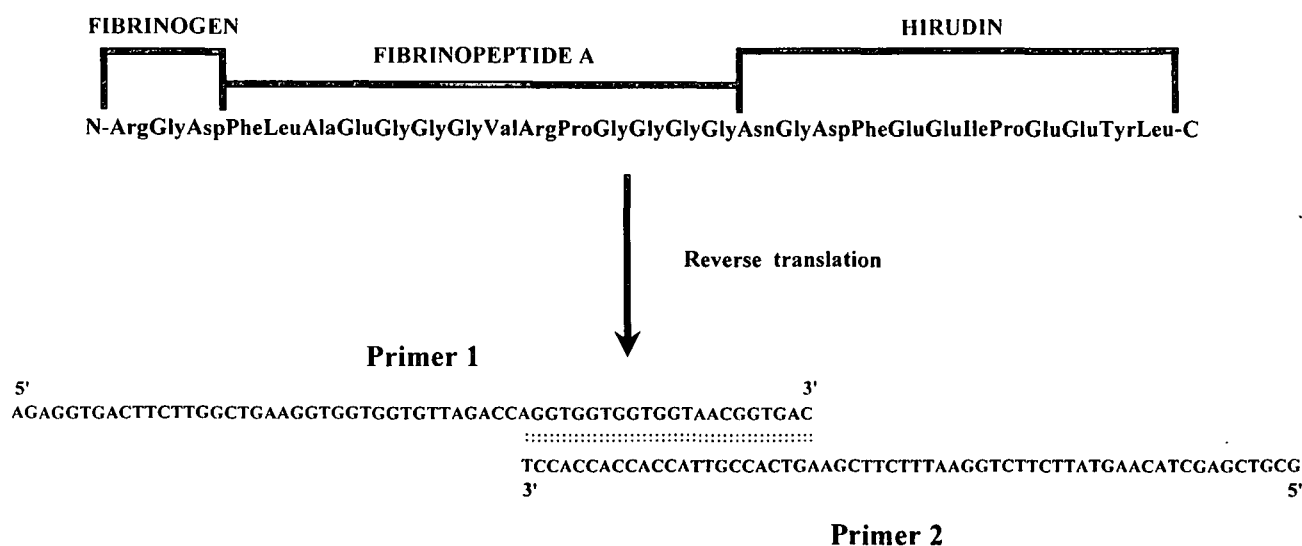 FIBRINOGEN
FIBRINOPEPTIDE A
HIRUDIN
N-ArgGlyAspPheLeuAlaGluGlyGlyGlyValArgProGlyGlyGlyGlyAsnGlyAspPheGluGluIleProGluGluTyrLeu-C
Reverse translation
Primer 1
5' 3'
AGAGGTGACTTCTTGGCTGAAGGTGGTGGTGTTAGACCAGGTGGTGGTGGTAACGGTGAC
TCCACCACCACCATTGCCACTGAAGCTTCTTTAAGGTCTTCTTATGAACATCGAGCTGCG
3' 5'
Primer 2